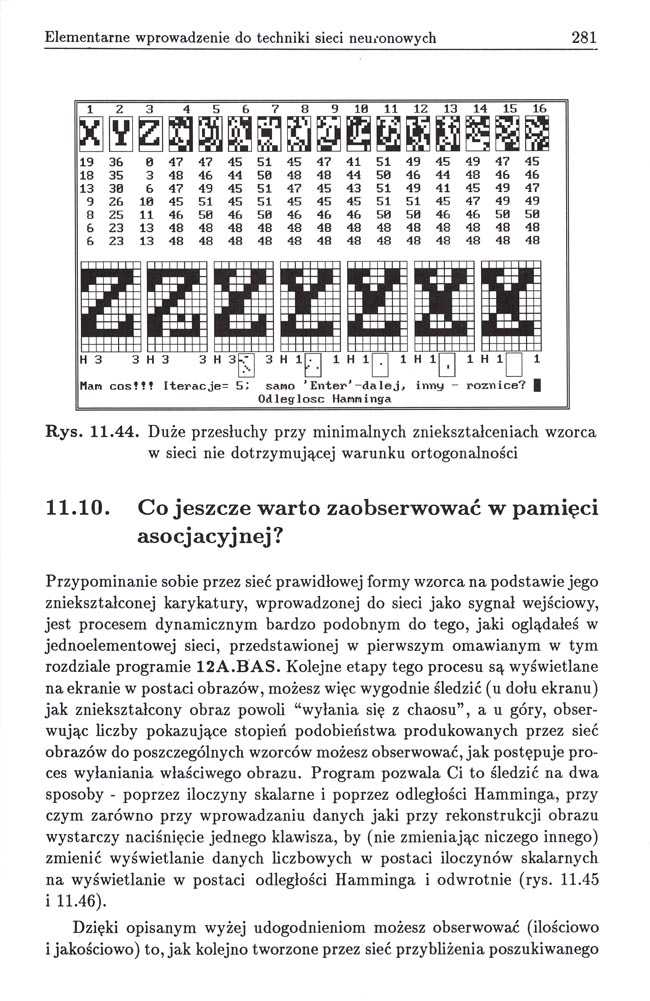 Elementarne wprowadzenie do techniki sieci neuronowych 281
1 2 3 4 5 6 7 8 9 10 11 12 13 14 15 16
X Y Z
19 36 0 47 47 45 51 45 47 41 51 49 45 49 47 45
18 35 3 48 46 44 50 48 48 44 50 46 44 48 46 46
13 30 6 47 49 45 51 47 45 43 51 49 41 45 49 47
9 26 10 45 51 45 51 45 45 45 51 51 45 47 49 49
8 25 11 46 50 46 50 46 46 46 50 50 46 46 50 50
6 23 13 48 48 48 48 48 48 48 48 48 48 48 48 48
6 23 13 48 48 48 48 48 48 48 48 48 48 48 48 48
H 3 3 H 3 3 H 3 3 H 1 1 H 1 1 H 1 1 H 1 1
Mam cos!!! Iteracje= 5; samo 'Enter'-dalej, inny - roznice?
Odleglosc Hamminga
Rys. 11.44. Duże przesłuchy przy minimalnych zniekształceniach wzorca
w sieci nie dotrzymującej warunku ortogonalności
11.10. Co jeszcze warto zaobserwować w pamięci
asocjacyjnej?
Przypominanie sobie przez sieć prawidłowej formy wzorca na podstawie jego
zniekształconej karykatury, wprowadzonej do sieci jako sygnał wejściowy,
jest procesem dynamicznym bardzo podobnym do tego, jaki oglądałeś w
jednoelementowej sieci, przedstawionej w pierwszym omawianym w tym
rozdziale programie 12A.BAS. Kolejne etapy tego procesu są wyświetlane
na ekranie w postaci obrazów, możesz więc wygodnie śledzić (u dołu ekranu)
jak zniekształcony obraz powoli “wyłania się z chaosu”, a u góry, obser-
wując liczby pokazujące stopień podobieństwa produkowanych przez sieć
obrazów do poszczególnych wzorców możesz obserwować, jak postępuje pro-
ces wyłaniania właściwego obrazu. Program pozwala Ci to śledzić na dwa
sposoby - poprzez iloczyny skalarne i poprzez odległości Hamminga, przy
czym zarówno przy wprowadzaniu danych jaki przy rekonstrukcji obrazu
wystarczy naciśnięcie jednego klawisza, by (nie zmieniając niczego innego)
zmienić wyświetlanie danych liczbowych w postaci iloczynów skalarnych
na wyświetlanie w postaci odległości Hamminga i odwrotnie (rys. 11.45
i 11.46).
Dzięki opisanym wyżej udogodnieniom możesz obserwować (ilościowo
i jakościowo) to, jak kolejno tworzone przez sieć przybliżenia poszukiwanego